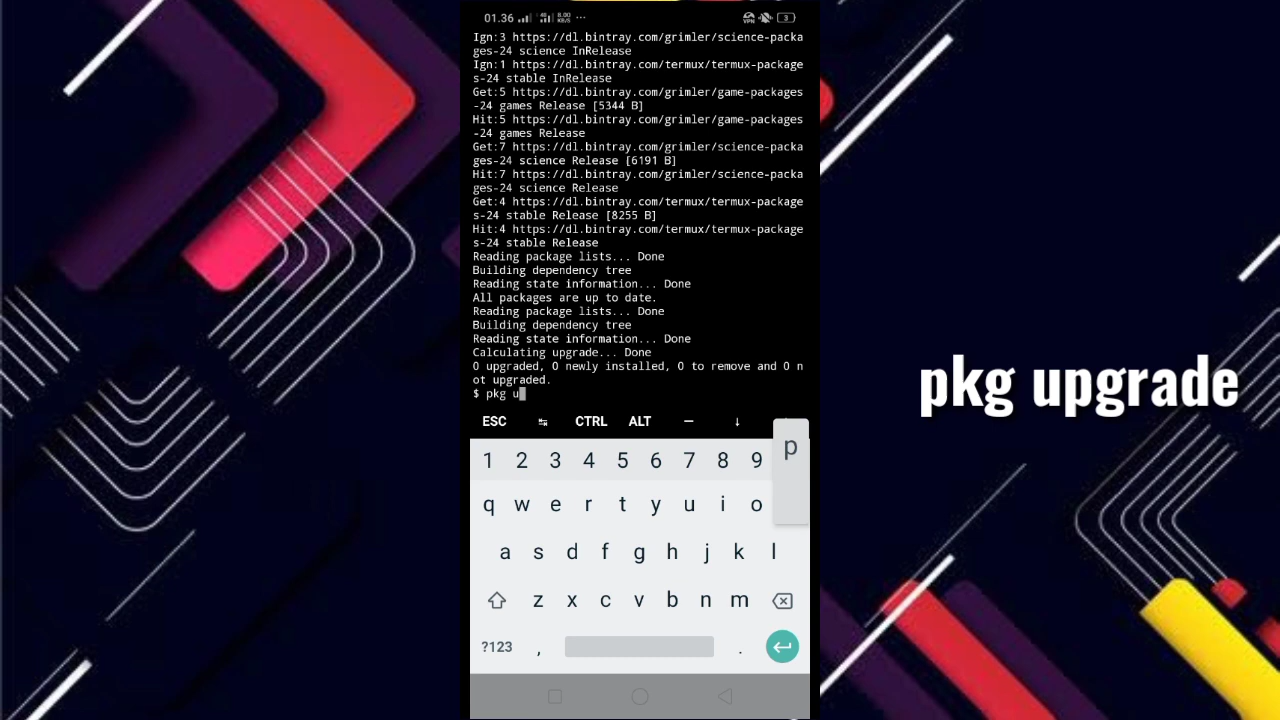 01.36 0.00 KB/S ··· VPN 3
Ign:3 https://dl.bintray.com/grimler/science-packa
ges-24 science InRelease
Ign:1 https://dl.bintray.com/termux/termux-package
s-24 stable InRelease
Get:5 https://dl.bintray.com/grimler/game-packages
-24 games Release [5344 B]
Hit:5 https://dl.bintray.com/grimler/game-packages
-24 games Release
Get:7 https://dl.bintray.com/grimler/science-packa
ges-24 science Release [6191 B]
Hit:7 https://dl.bintray.com/grimler/science-packa
ges-24 science Release
Get:4 https://dl.bintray.com/termux/termux-package
s-24 stable Release [8255 B]
Hit:4 https://dl.bintray.com/termux/termux-package
s-24 stable Release
Reading package lists... Done
Building dependency tree
Reading state information... Done
All packages are up to date.
Reading package lists... Done
Building dependency tree
Reading state information... Done
Calculating upgrade... Done
0 upgraded, 0 newly installed, 0 to remove and 0 n
ot upgraded.
$ pkg u
ESC ↹ CTRL ALT — ↓
1 2 3 4 5 6 7 8 9 p
q w e r t y u i o
a s d f g h j k l
z x c v b n m
?123 , .
pkg upgrade